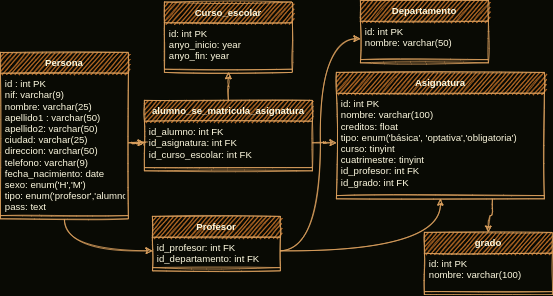 Curso_escolar
id: int PK
anyo_inicio: year
anyo_fin: year
Departamento
id: int PK
nombre: varchar(50)
Persona
id : int PK
nif: varchar(9)
nombre: varchar(25)
apellido1 : varchar(50)
apellido2: varchar(50)
ciudad: varchar(25)
direccion: varchar(50)
telefono: varchar(9)
fecha_nacimiento: date
sexo: enum('H','M')
tipo: enum('profesor','alumno
pass: text
alumno_se_matricula_asignatura
id_alumno: int FK
id_asignatura: int FK
id_curso_escolar: int FK
Asignatura
id: int PK
nombre: varchar(100)
creditos: float
tipo: enum('básica', 'optativa','obligatoria')
curso: tinyint
cuatrimestre: tinyint
id_profesor: int FK
id_grado: int FK
Profesor
id_profesor: int FK
id_departamento: int FK
grado
id: int PK
nombre: varchar(100)